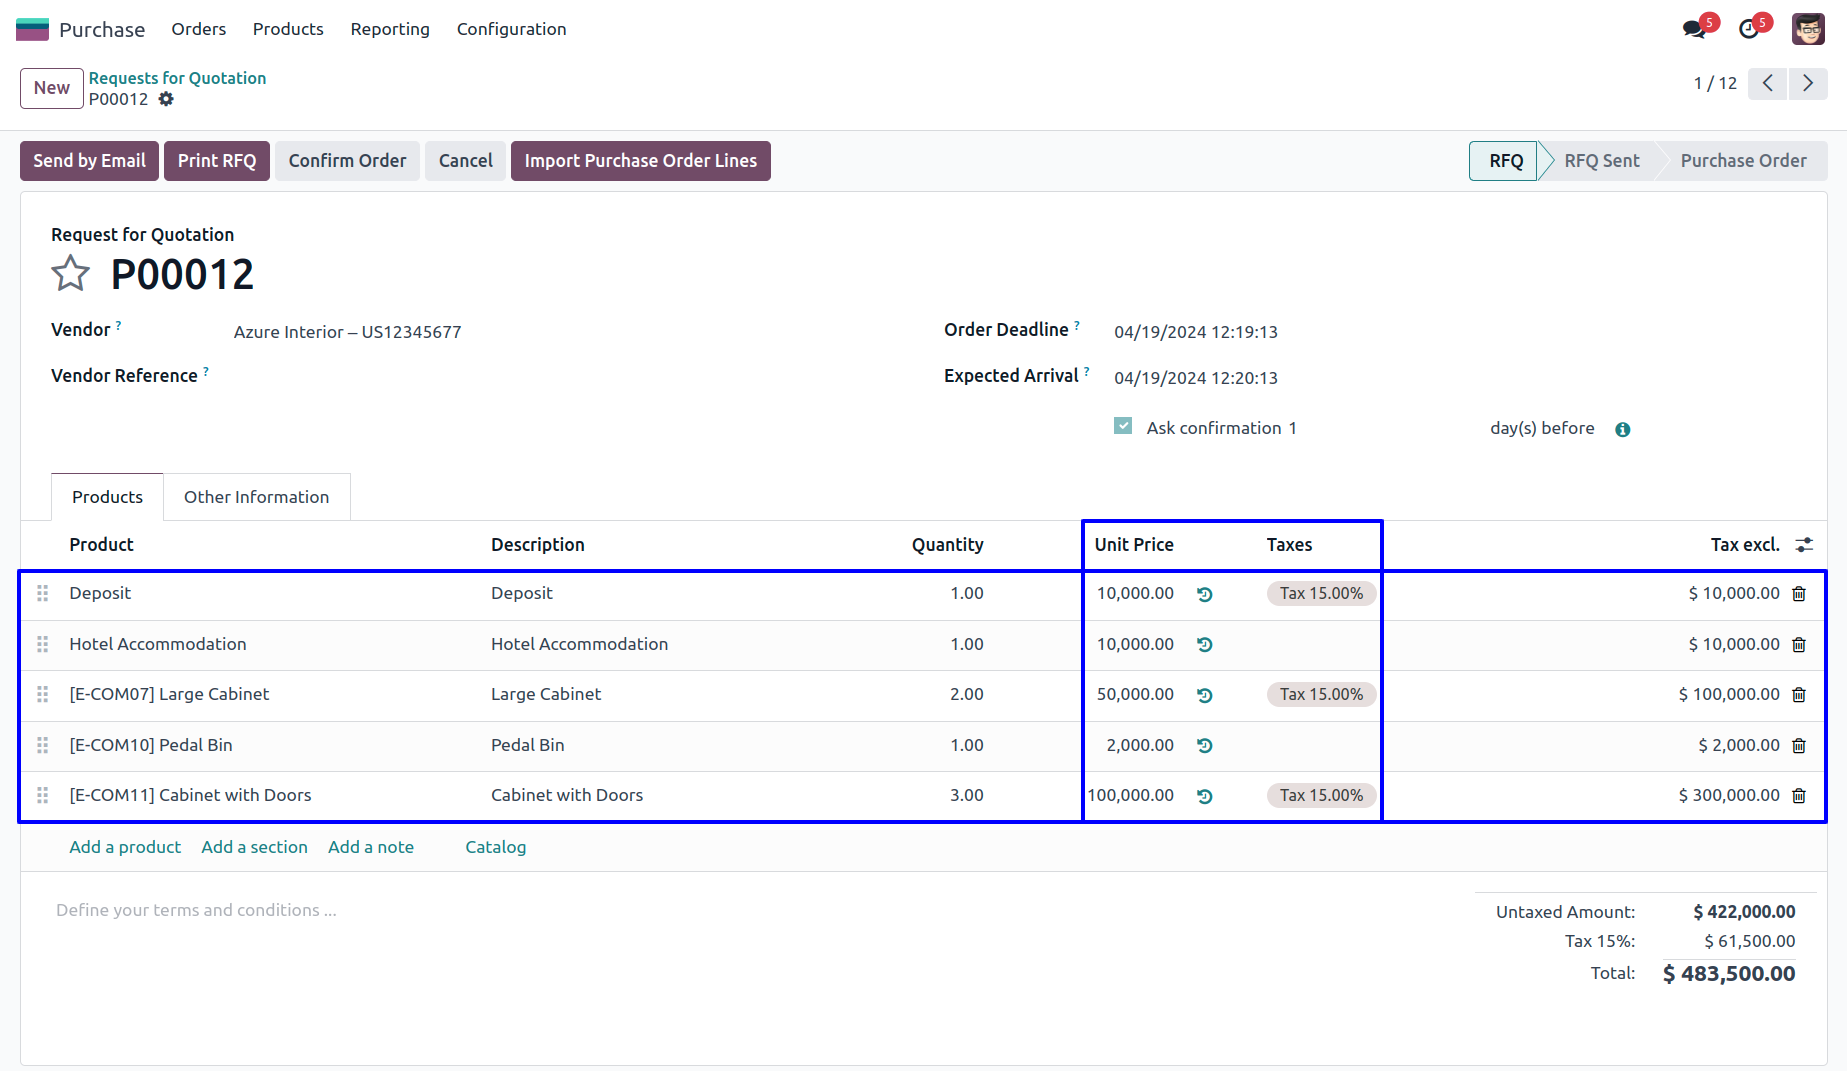 Purchase Orders Products Reporting Configuration 5 5
New Requests for Quotation
P00012
1 / 12
Send by Email Print RFQ Confirm Order Cancel Import Purchase Order Lines RFQ RFQ Sent Purchase Order
Request for Quotation
P00012
Vendor ? Azure Interior – US12345677
Vendor Reference ?
Order Deadline ? 04/19/2024 12:19:13
Expected Arrival ? 04/19/2024 12:20:13
Ask confirmation 1 day(s) before
Products Other Information
Product Description Quantity Unit Price Taxes Tax excl.
Deposit Deposit 1.00 10,000.00 Tax 15.00% $ 10,000.00
Hotel Accommodation Hotel Accommodation 1.00 10,000.00 $ 10,000.00
[E-COM07] Large Cabinet Large Cabinet 2.00 50,000.00 Tax 15.00% $ 100,000.00
[E-COM10] Pedal Bin Pedal Bin 1.00 2,000.00 $ 2,000.00
[E-COM11] Cabinet with Doors Cabinet with Doors 3.00 100,000.00 Tax 15.00% $ 300,000.00
Add a product Add a section Add a note Catalog
Define your terms and conditions ...
Untaxed Amount: $ 422,000.00
Tax 15%: $ 61,500.00
Total: $ 483,500.00